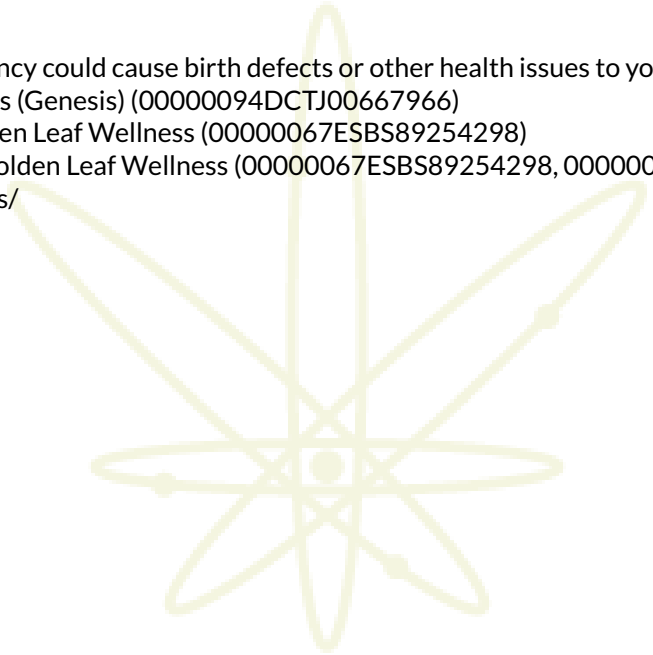 ncy could cause birth defects or other health issues to yo
s (Genesis) (00000094DCTJ00667966)
en Leaf Wellness (00000067ESBS89254298)
olden Leaf Wellness (00000067ESBS89254298, 000000
s/